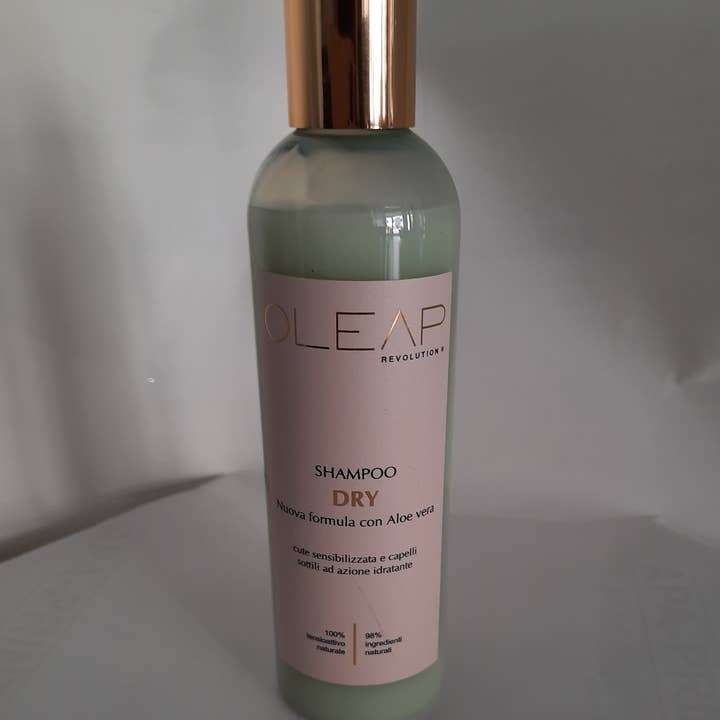 OLEAP
REVOLUTION®
SHAMPOO
DRY
Nuova formula con Aloe vera
cute sensibilizzata e capelli
sottili ad azione idratante
100%
tensioattivo
naturale
98%
ingredienti
naturali